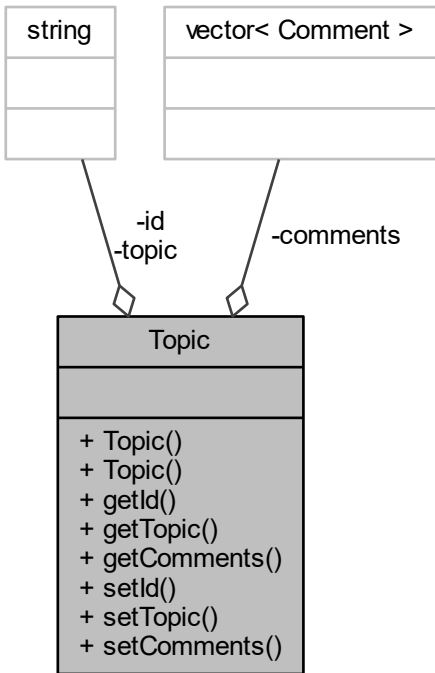 string
vector< Comment >
-id
-topic
-comments
Topic
+ Topic()
+ Topic()
+ getId()
+ getTopic()
+ getComments()
+ setId()
+ setTopic()
+ setComments()